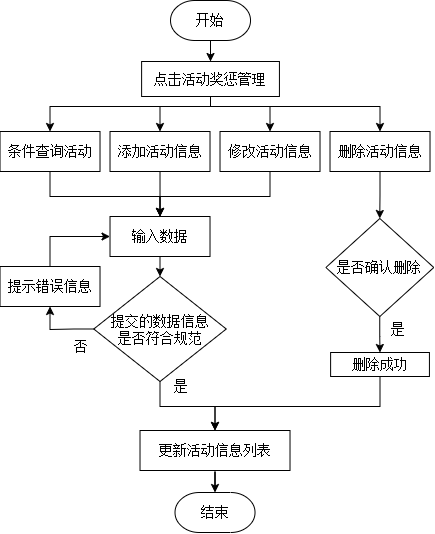 开始
点击活动奖惩管理
条件查询活动
添加活动信息
修改活动信息
删除活动信息
输入数据
是否确认删除
提示错误信息
提交的数据信息
是否符合规范
否
是
是
删除成功
更新活动信息列表
结束